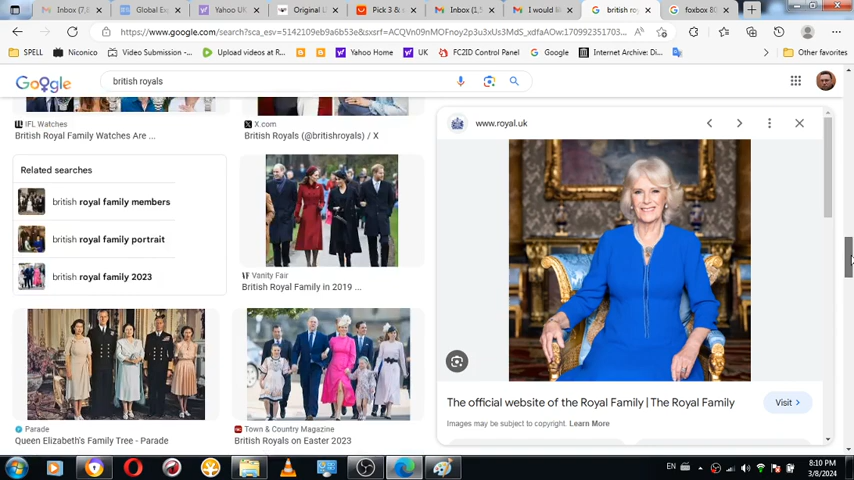 Inbox (7,8
Global Ex
Yahoo UK
Original L
Pick 3 &
Inbox (1,5
I would lik
british roy
foxbox 80
https://www.google.com/search?sca_esv=5142109eb9a6b53e&sxsrf=ACQVn09nMOFnoy2p3u3xUs3MdS_xdfaAOw:170992351703...
SPELL
Niconico
Video Submission -...
Upload videos at R...
Yahoo Home
UK
FC2ID Control Panel
Google
Internet Archive: Di...
Other favorites
Google
british royals
IFL Watches
British Royal Family Watches Are ...
X.com
British Royals (@britishroyals) / X
Related searches
british royal family members
british royal family portrait
british royal family 2023
Vanity Fair
British Royal Family in 2019 ...
Parade
Queen Elizabeth's Family Tree - Parade
Town & Country Magazine
British Royals on Easter 2023
www.royal.uk
The official website of the Royal Family | The Royal Family
Visit >
Images may be subject to copyright. Learn More
EN
8:10 PM
3/8/2024